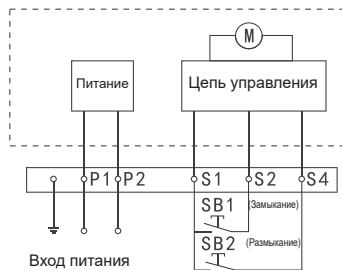 M
Питание
Цепь управления
P1 P2 S1 S2 S4
SB1 (Замыкание)
SB2 (Размыкание)
Вход питания